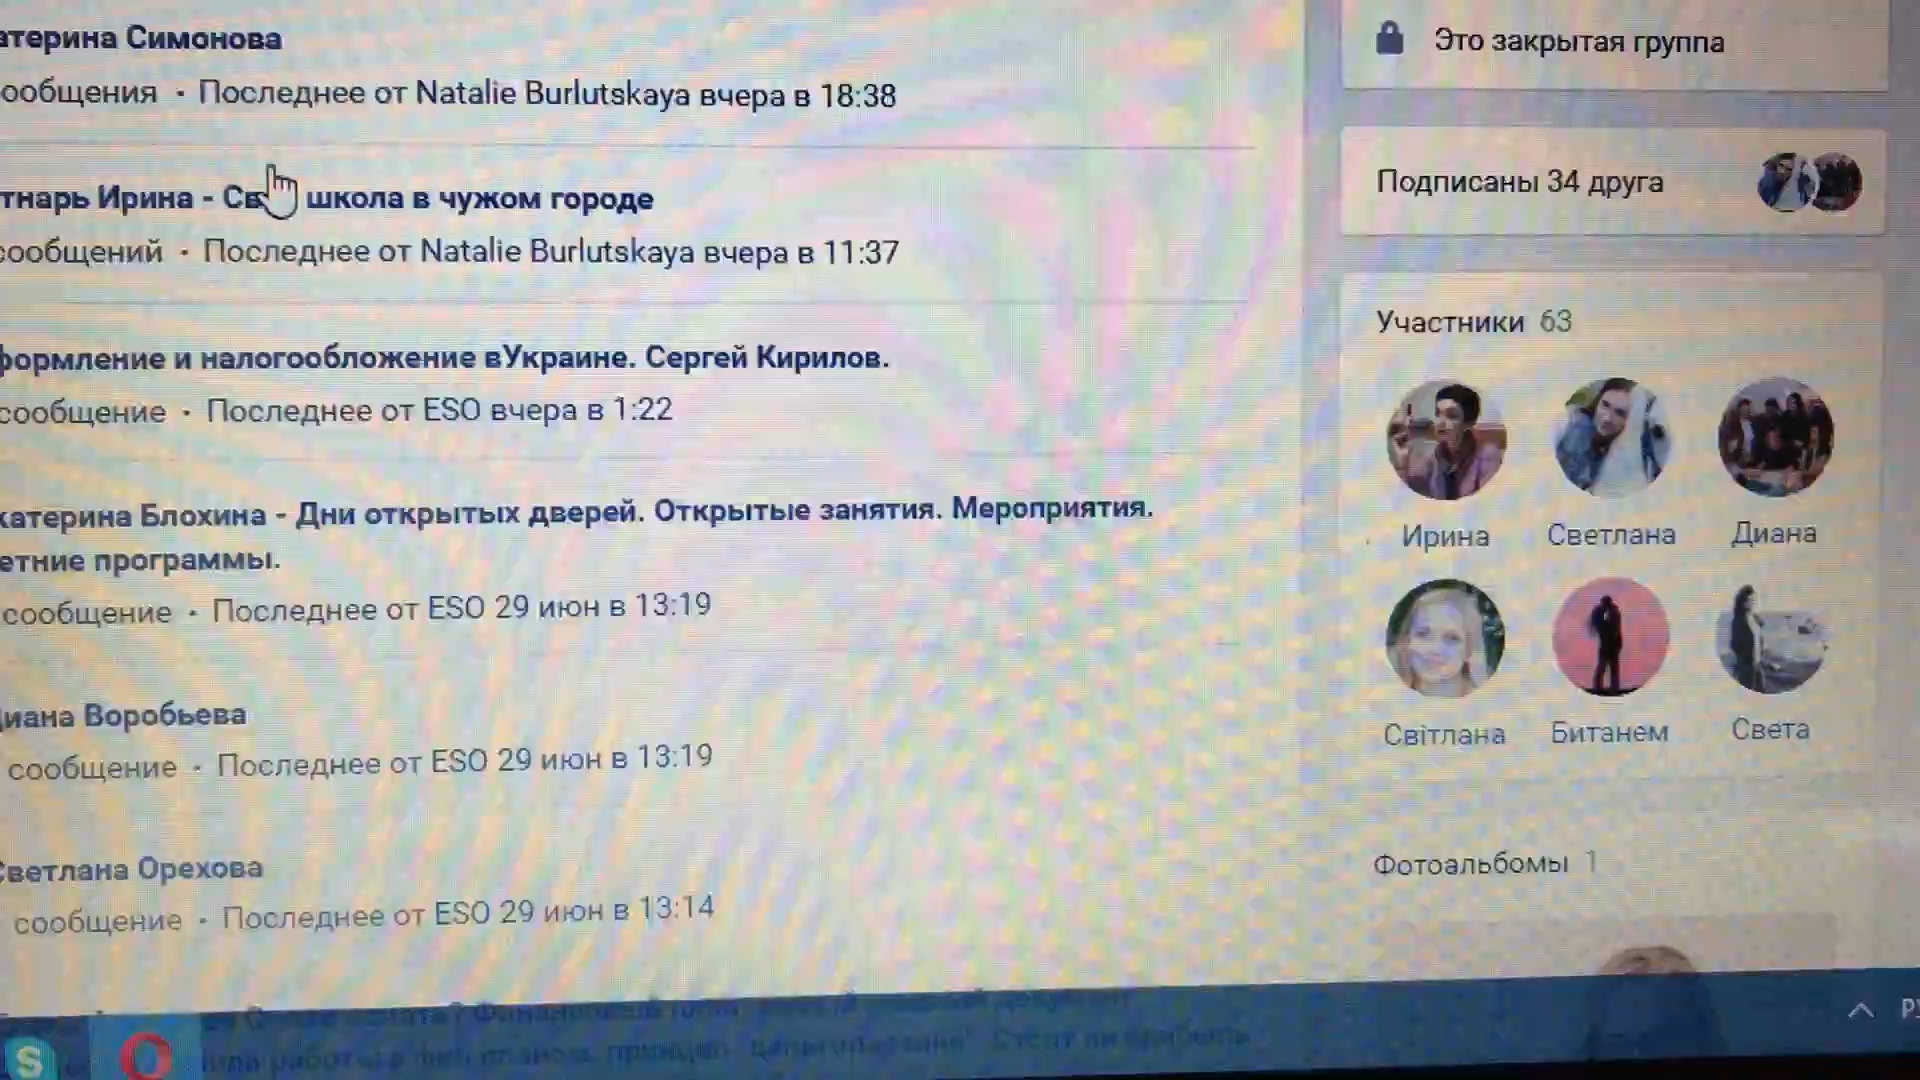 атерина Симонова
ообщения · Последнее от Natalie Burlutskaya вчера в 18:38
тнарь Ирина - Св школа в чужом городе
сообщений · Последнее от Natalie Burlutskaya вчера в 11:37
формление и налогообложение вУкраине. Сергей Кирилов.
сообщение · Последнее от ESO вчера в 1:22
катерина Блохина - Дни открытых дверей. Открытые занятия. Мероприятия.
етние программы.
сообщение · Последнее от ESO 29 июн в 13:19
Диана Воробьева
сообщение · Последнее от ESO 29 июн в 13:19
Светлана Орехова
сообщение · Последнее от ESO 29 июн в 13:14
Это закрытая группа
Подписаны 34 друга
Участники 63
Ирина Светлана Диана
Світлана Битанем Света
Фотоальбомы 1